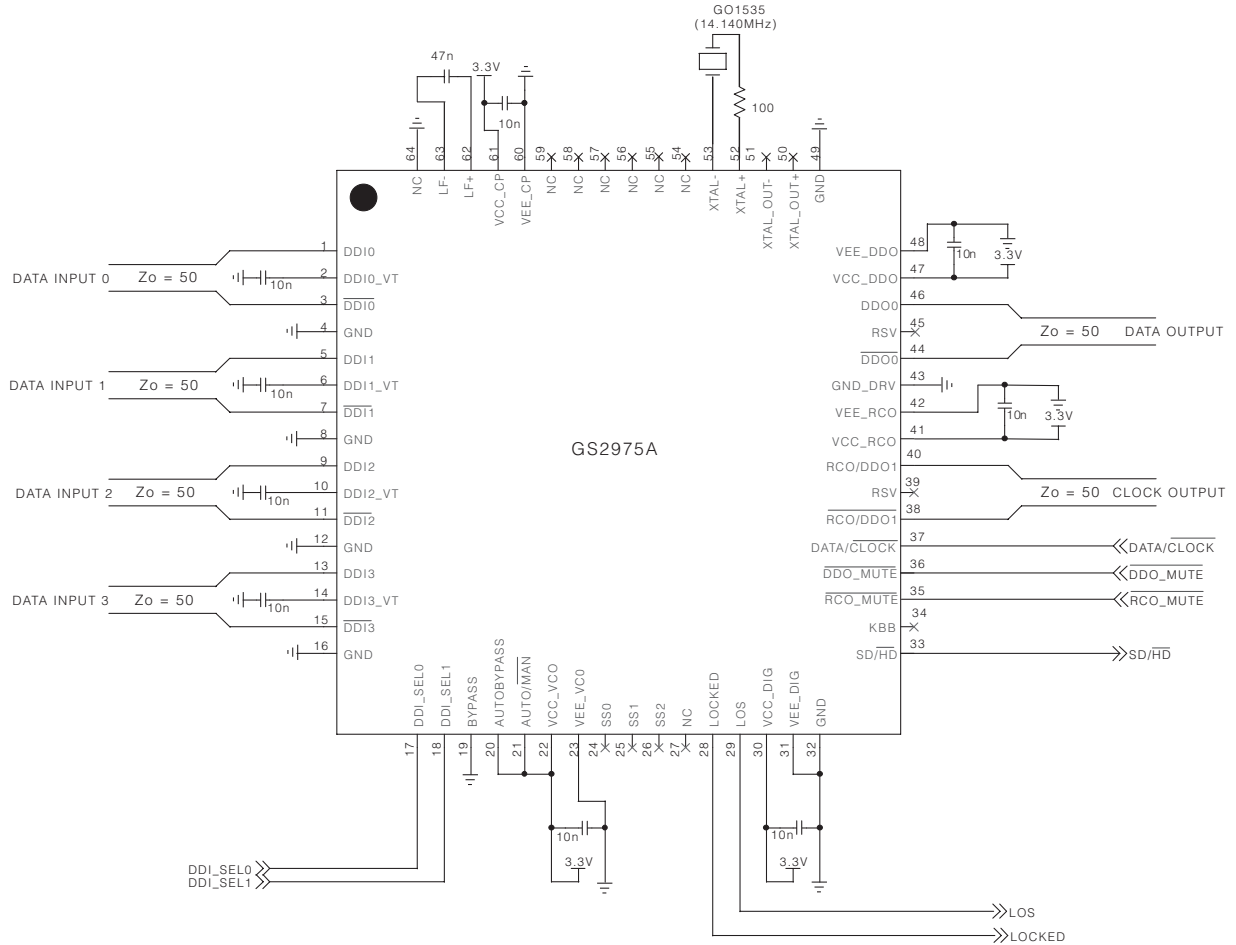 GO1535
(14.140MHz)
47n
3.3V
10n
100
64
63
62
61
60
59
58
57
56
55
54
53
52
51
50
49
NC
LF-
LF+
VCC_CP
VEE_CP
NC
NC
NC
NC
NC
NC
XTAL-
XTAL+
XTAL_OUT-
XTAL_OUT+
GND
DATA INPUT 0 Zo = 50
1 DDI0
10n 2 DDI0_VT
3 DDI0
4 GND
DATA INPUT 1 Zo = 50
5 DDI1
10n 6 DDI1_VT
7 DDI1
8 GND
DATA INPUT 2 Zo = 50
9 DDI2
10n 10 DDI2_VT
11 DDI2
12 GND
DATA INPUT 3 Zo = 50
13 DDI3
10n 14 DDI3_VT
15 DDI3
16 GND
GS2975A
VEE_DDO 48
10n 3.3V
VCC_DDO 47
DDO0 46
RSV 45
Zo = 50 DATA OUTPUT
DDO0 44
GND_DRV 43
VEE_RCO 42
10n 3.3V
VCC_RCO 41
RCO/DDO1 40
RSV 39
Zo = 50 CLOCK OUTPUT
RCO/DDO1 38
DATA/CLOCK 37 DATA/CLOCK
DDO_MUTE 36 DDO_MUTE
RCO_MUTE 35 RCO_MUTE
KBB 34
SD/HD 33 SD/HD
DDI_SEL0
DDI_SEL1
BYPASS
AUTOBYPASS
AUTO/MAN
VCC_VCO
VEE_VC0
SS0
SS1
SS2
NC
LOCKED
LOS
VCC_DIG
VEE_DIG
GND
17
18
19
20
21
22
23
24
25
26
27
28
29
30
31
32
10n
3.3V
10n
3.3V
DDI_SEL0
DDI_SEL1
LOS
LOCKED